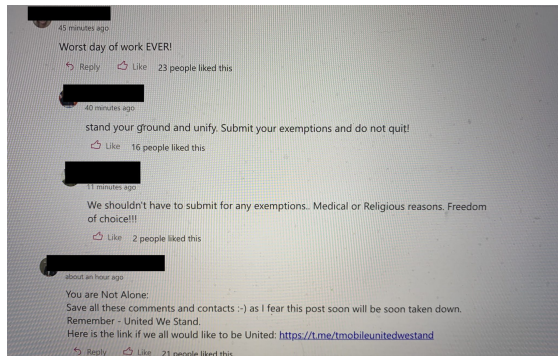 45 minutes ago
Worst day of work EVER!
Reply Like 23 people liked this
40 minutes ago
stand your ground and unify. Submit your exemptions and do not quit!
Like 16 people liked this
11 minutes ago
We shouldn't have to submit for any exemptions.. Medical or Religious reasons. Freedom
of choice!!!
Like 2 people liked this
about an hour ago
You are Not Alone:
Save all these comments and contacts :-) as I fear this post soon will be soon taken down.
Remember - United We Stand.
Here is the link if we all would like to be United: https://t.me/tmobileunitedwestand
Reply Like 21 people liked this